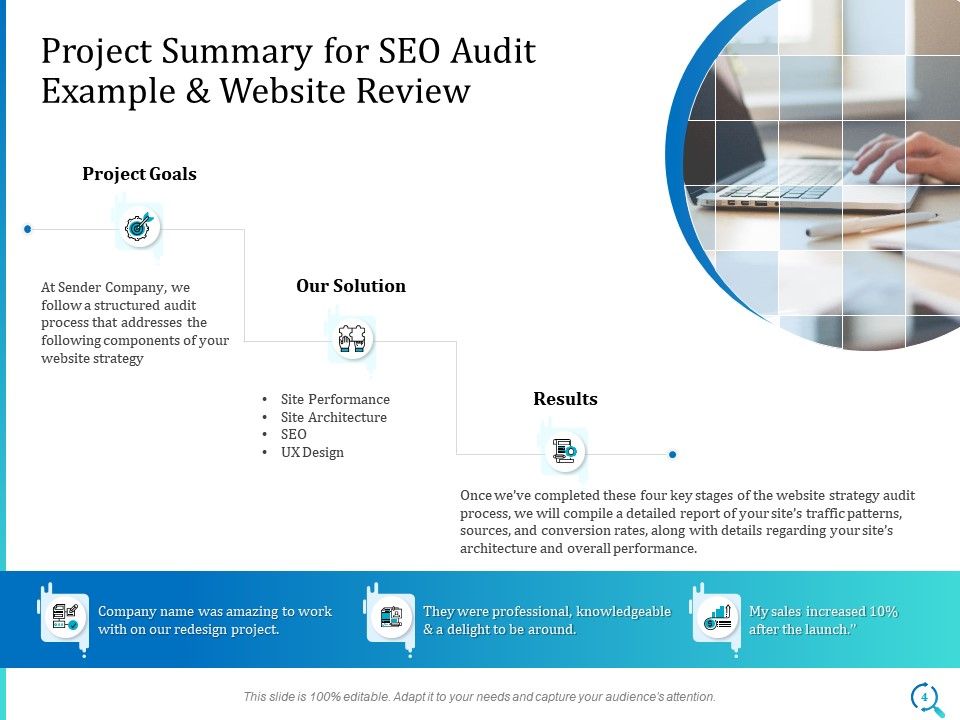 Project Summary for SEO Audit
Example & Website Review
Project Goals
At Sender Company, we
follow a structured audit
process that addresses the
following components of your
website strategy
Our Solution
• Site Performance
• Site Architecture
• SEO
• UX Design
Results
Once we've completed these four key stages of the website strategy audit
process, we will compile a detailed report of your site's traffic patterns,
sources, and conversion rates, along with details regarding your site's
architecture and overall performance.
Company name was amazing to work
with on our redesign project.
They were professional, knowledgeable
& a delight to be around.
My sales increased 10%
after the launch."
This slide is 100% editable. Adapt it to your needs and capture your audience's attention.
4